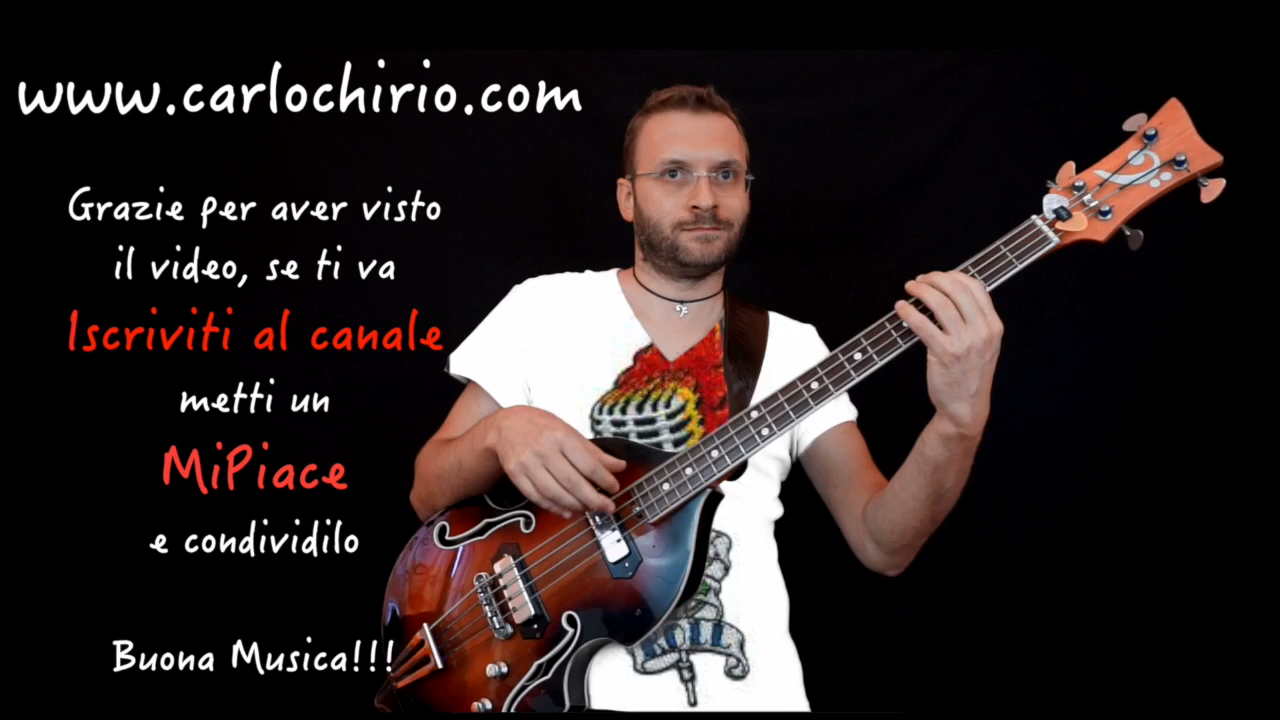 www.carlochirio.com
Grazie per aver visto
il video, se ti va
Iscriviti al canale
metti un
MiPiace
e condividilo
Buona Musica!!!
ROLL